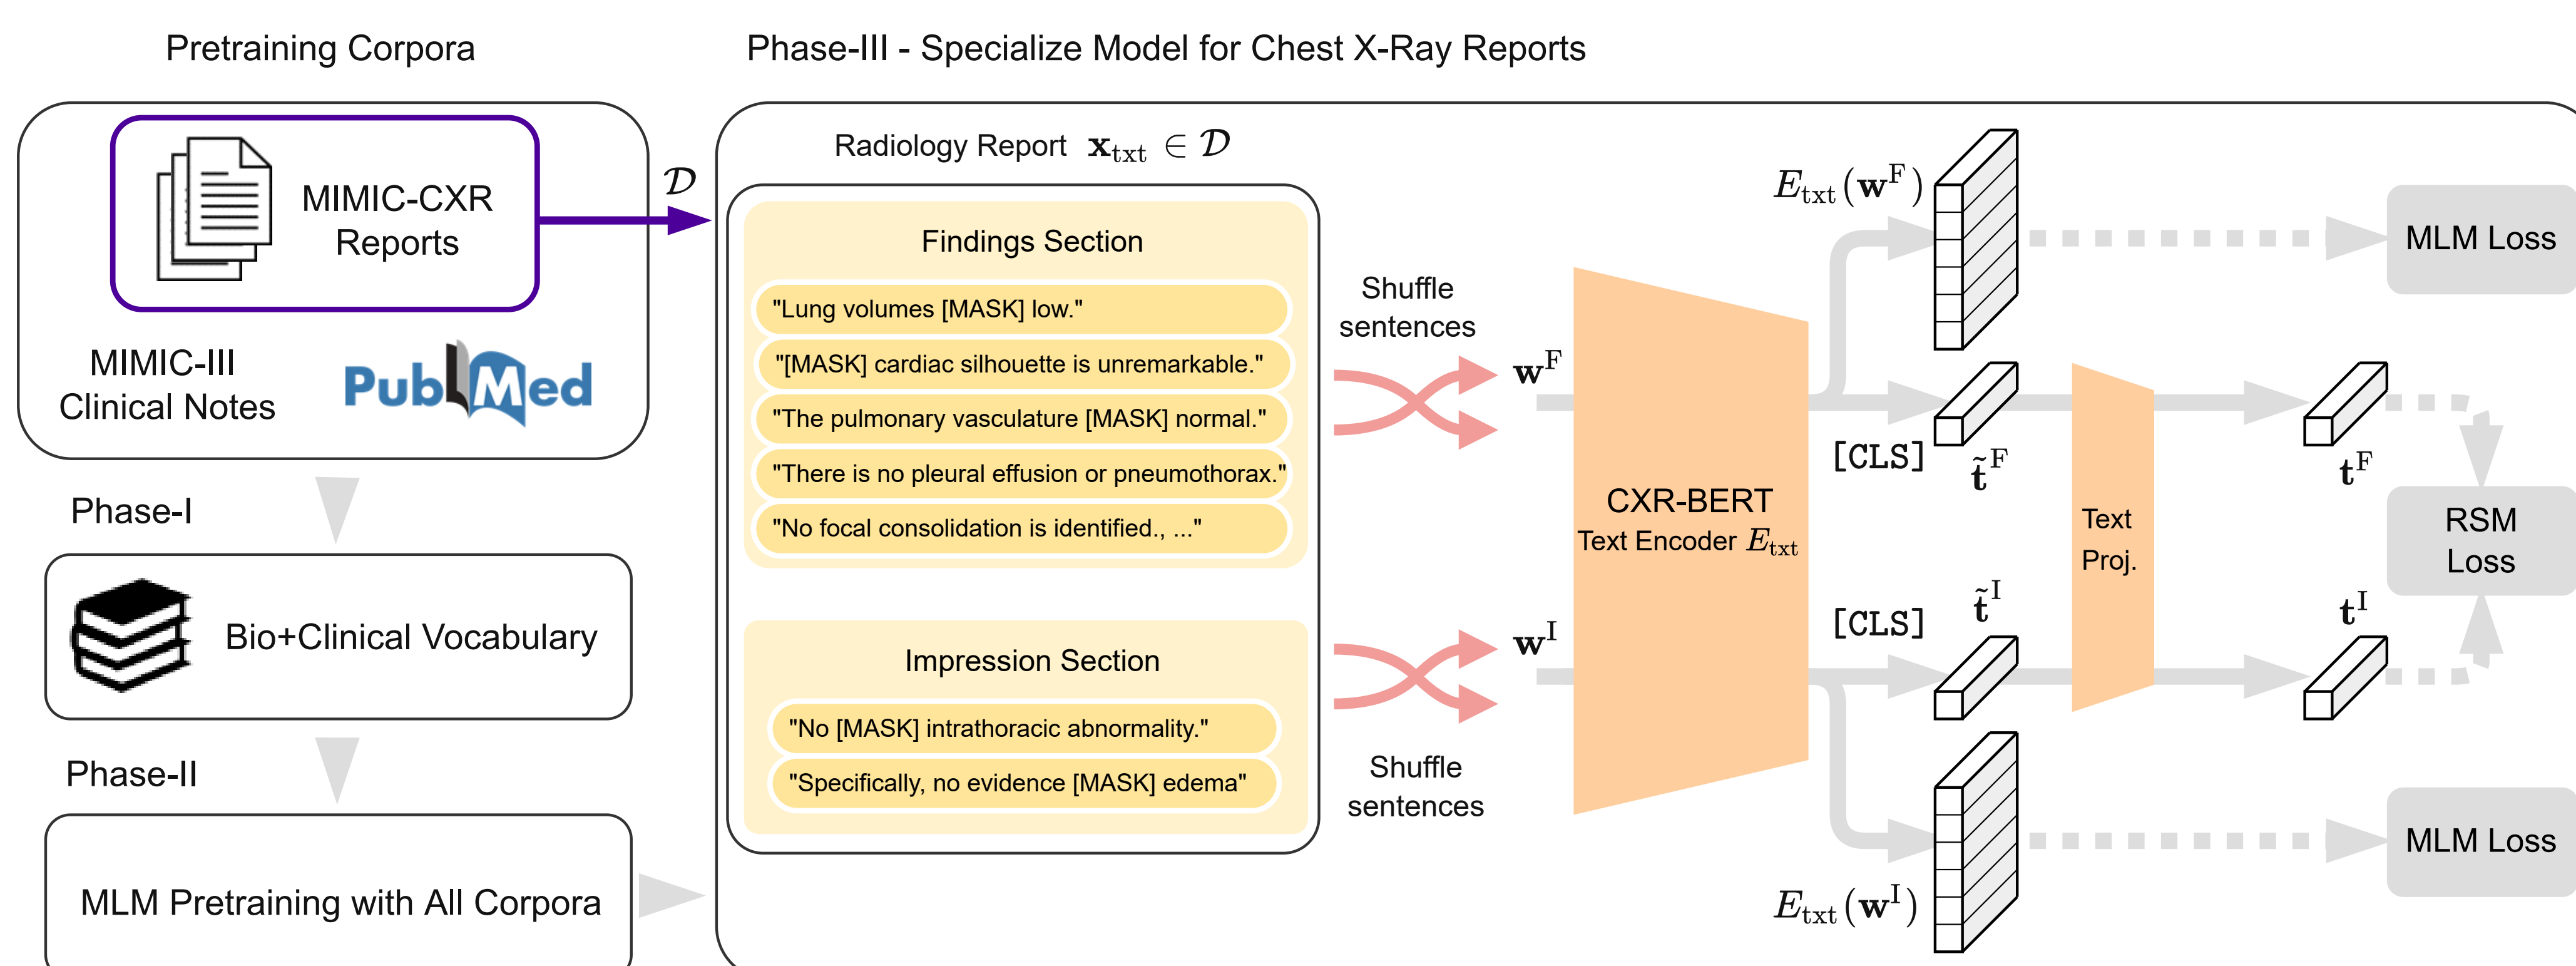 Pretraining Corpora
MIMIC-CXR
Reports
MIMIC-III
Clinical Notes
PubMed
𝒟
Phase-I
Bio+Clinical Vocabulary
Phase-II
MLM Pretraining with All Corpora
Phase-III - Specialize Model for Chest X-Ray Reports
Radiology Report x_txt ∈ 𝒟
Findings Section
"Lung volumes [MASK] low."
"[MASK] cardiac silhouette is unremarkable."
"The pulmonary vasculature [MASK] normal."
"There is no pleural effusion or pneumothorax."
"No focal consolidation is identified., ..."
Impression Section
"No [MASK] intrathoracic abnormality."
"Specifically, no evidence [MASK] edema"
Shuffle
sentences
w^F
w^I
Shuffle
sentences
CXR-BERT
Text Encoder E_txt
E_txt(w^F)
MLM Loss
[CLS]
t̃^F
t^F
Text
Proj.
RSM
Loss
[CLS]
t̃^I
t^I
E_txt(w^I)
MLM Loss